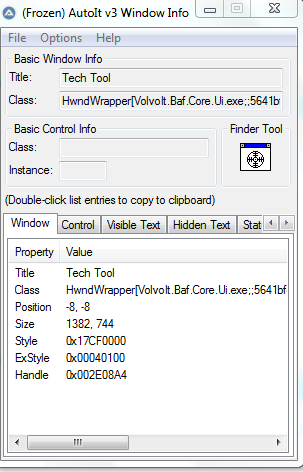 (Frozen) AutoIt v3 Window Info
File Options Help
Basic Window Info
Title: Tech Tool
Class: HwndWrapper[VolvoIt.Baf.Core.Ui.exe;;5641bf
Basic Control Info
Class:
Instance:
Finder Tool
(Double-click list entries to copy to clipboard)
Window Control Visible Text Hidden Text Stat
Property Value
Title Tech Tool
Class HwndWrapper[VolvoIt.Baf.Core.Ui.exe;;5641bf
Position -8, -8
Size 1382, 744
Style 0x17CF0000
ExStyle 0x00040100
Handle 0x002E08A4